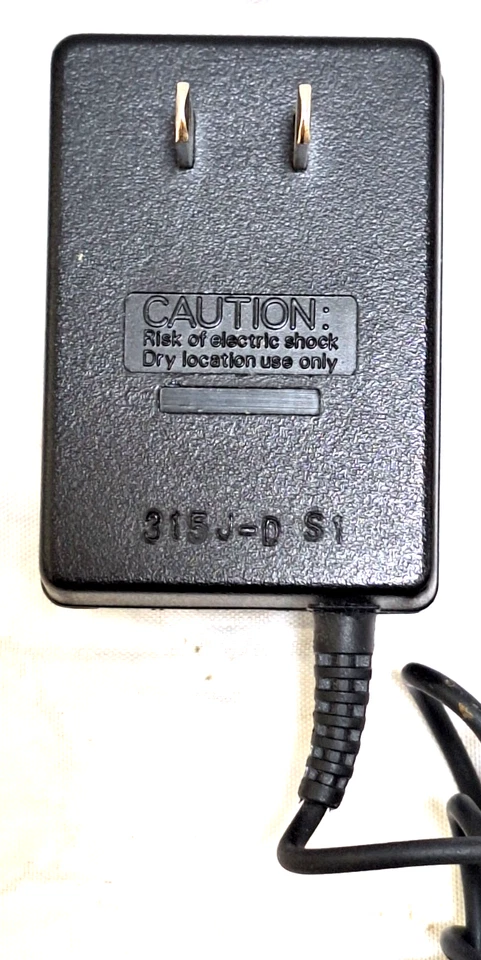 CAUTION:
Risk of electric shock
Dry location use only
315J-D S1